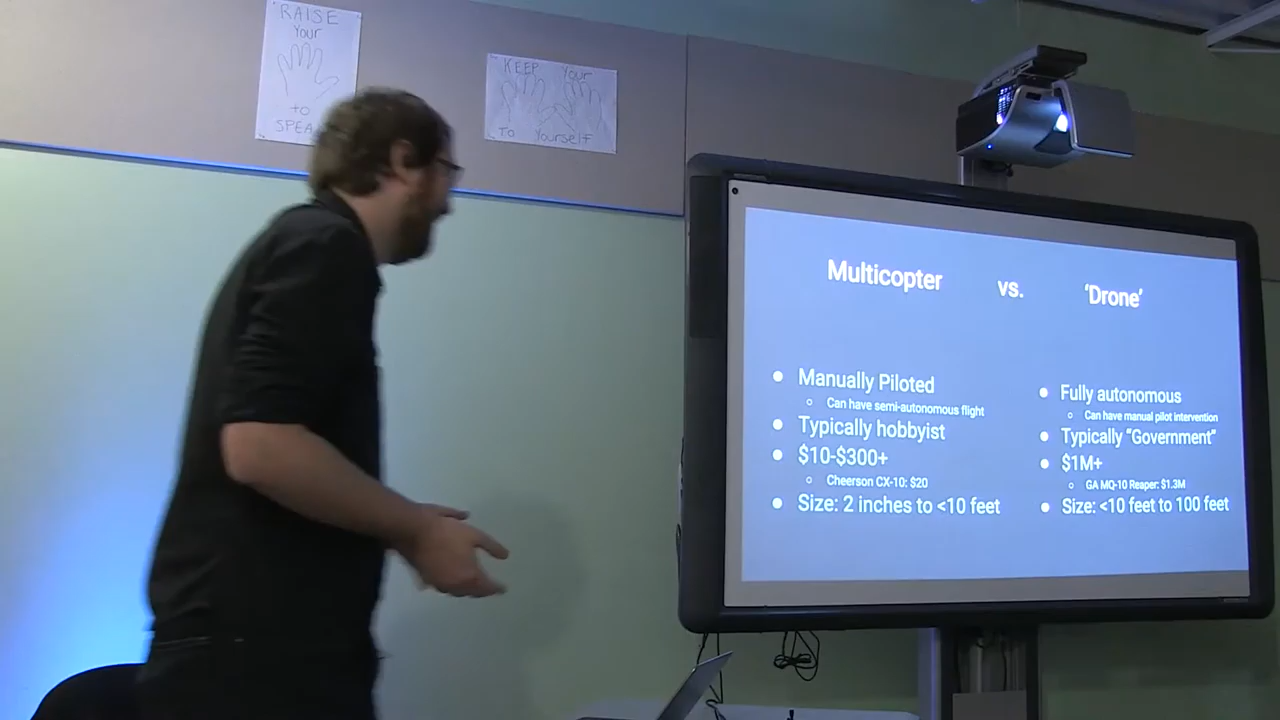 RAISE
Your
to
SPEA
KEEP Your
To Yourself
Multicopter vs. 'Drone'
Manually Piloted
Can have semi-autonomous flight
Typically hobbyist
$10-$300+
Cheerson CX-10: $20
Size: 2 inches to <10 feet
Fully autonomous
Can have manual pilot intervention
Typically "Government"
$1M+
GA MQ-10 Reaper: $1.3M
Size: <10 feet to 100 feet